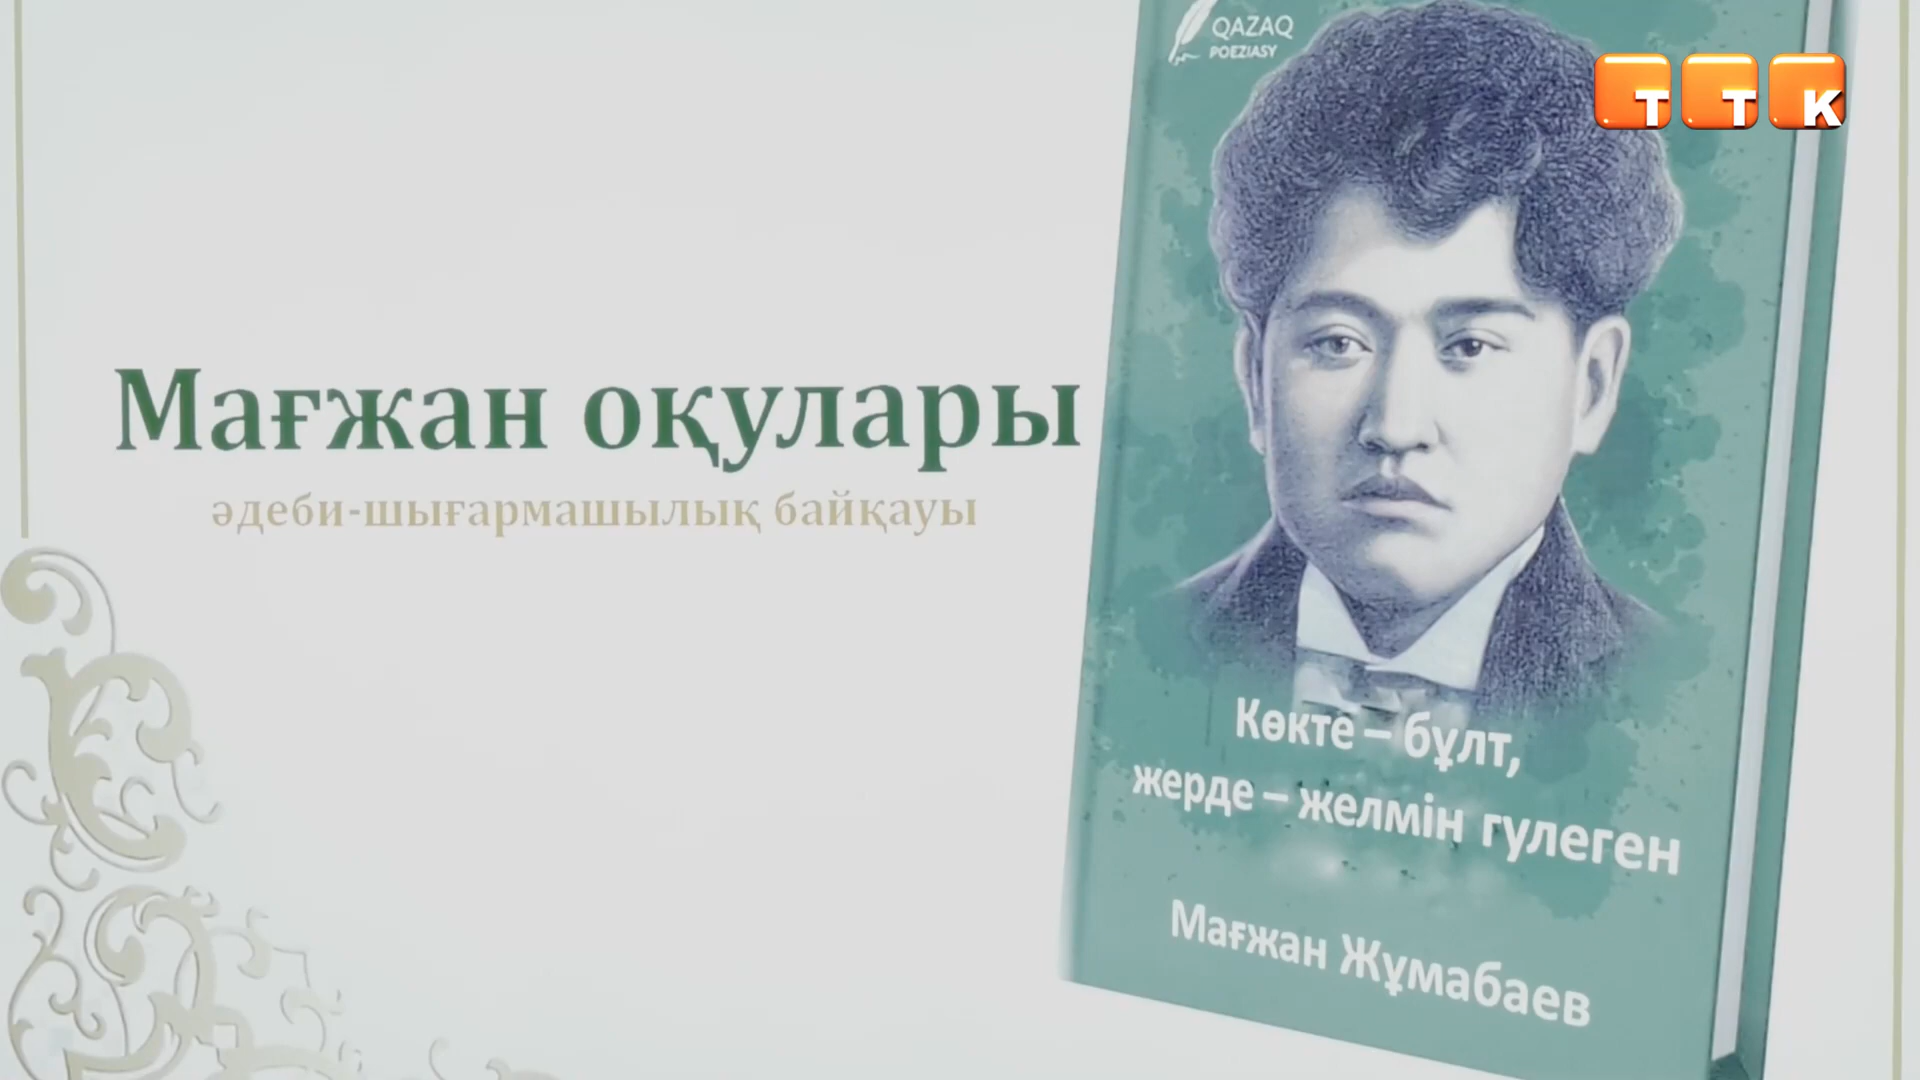 QAZAQ
POEZIASY
ТТК
Мағжан оқулары
әдеби-шығармашылық байқауы
Көкте – бұлт,
жерде – желмін гулеген
Мағжан Жұмабаев